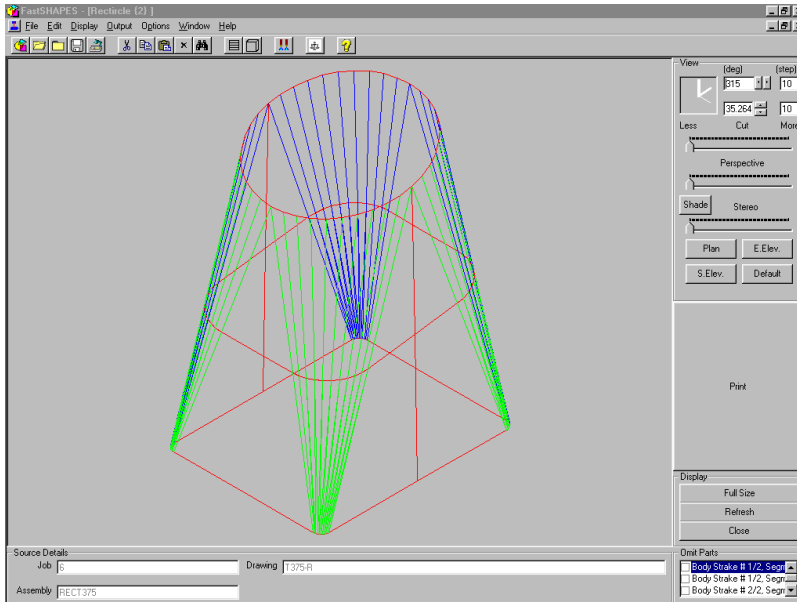 FastSHAPES - [Rectircle {2} ]
File Edit Display Output Options Window Help
View
(deg) (step)
315 10
35.264 10
Less Cut More
Perspective
Shade Stereo
Plan E.Elev.
S.Elev. Default
Print
Display
Full Size
Refresh
Close
Source Details
Job 6 Drawing T375-R
Assembly RECT375
Omit Parts
Body Strake # 1/2, Segm
Body Strake # 1/2, Segm
Body Strake # 2/2, Segm